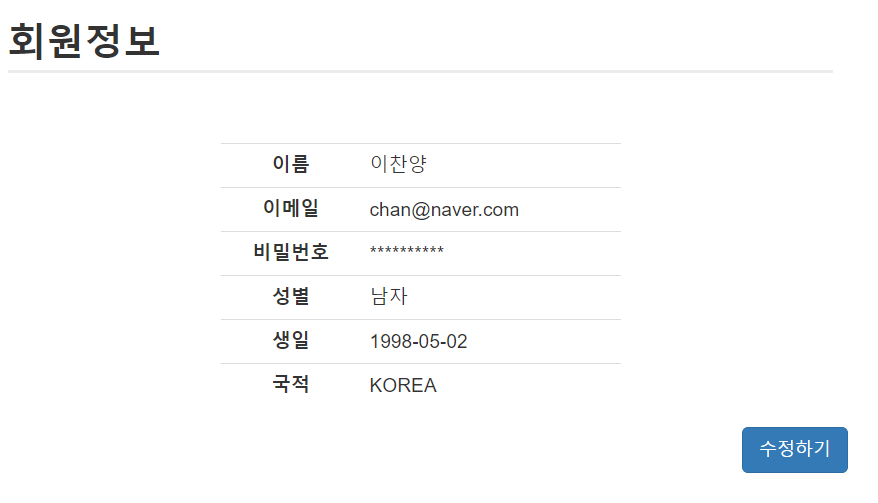 회원정보
이름 이찬양
이메일 chan@naver.com
비밀번호 **********
성별 남자
생일 1998-05-02
국적 KOREA
수정하기